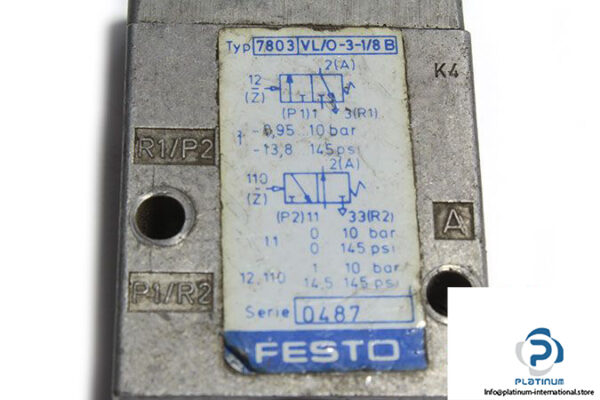 Typ 7803 VL/O-3-1/8 B
2(A)
12
(Z)
K4
(P1)1 3(R1)
1 -0,95 10 bar
-13,8 145 psi
R1/P2
2(A)
110
(Z)
(P2)11 33(R2)
A
11 0 10 bar
0 145 psi
12,110 1 10 bar
14,5 145 psi
P1/R2
Serie 0487
FESTO
PLATINUM
Info@platinum-international.store